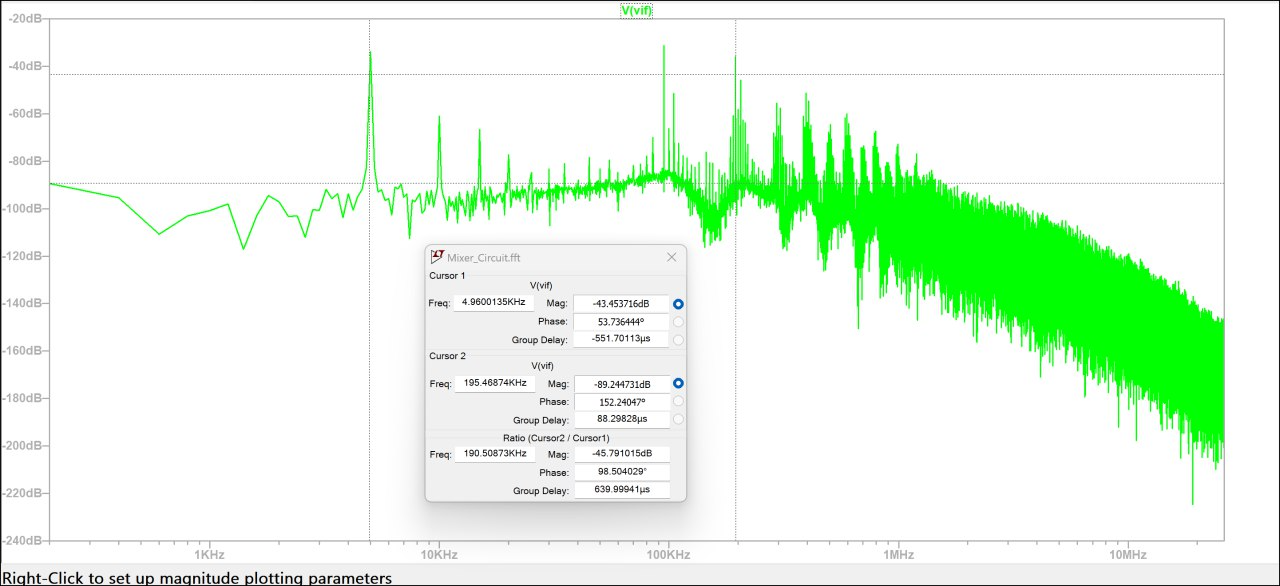 V(vif)
-20dB
-40dB
-60dB
-80dB
-100dB
-120dB
-140dB
-160dB
-180dB
-200dB
-220dB
-240dB
1KHz 10KHz 100KHz 1MHz 10MHz
Mixer_Circuit.fft
Cursor 1
V(vif)
Freq: 4.9600135KHz Mag: -43.453716dB
Phase: 53.736444°
Group Delay: -551.70113µs
Cursor 2
V(vif)
Freq: 195.46874KHz Mag: -89.244731dB
Phase: 152.24047°
Group Delay: 88.29828µs
Ratio (Cursor2 / Cursor1)
Freq: 190.50873KHz Mag: -45.791015dB
Phase: 98.504029°
Group Delay: 639.99941µs
Right-Click to set up magnitude plotting parameters